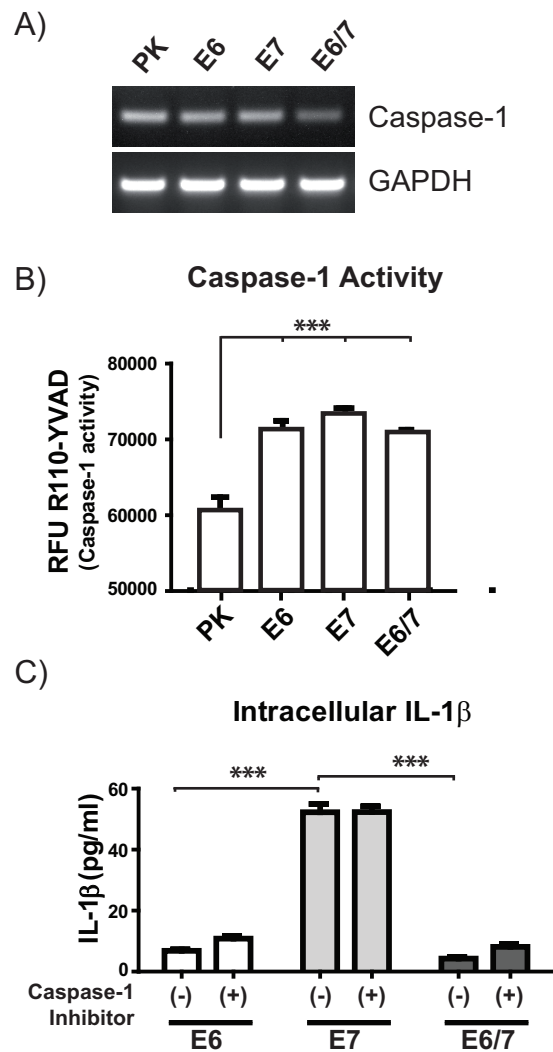 A)
PK E6 E7 E6/7
Caspase-1
GAPDH
B)
Caspase-1 Activity
***
RFU R110-YVAD
(Caspase-1 activity)
80000
70000
60000
50000
PK E6 E7 E6/7
C)
Intracellular IL-1β
*** ***
IL-1β (pg/ml)
60
40
20
0
Caspase-1
Inhibitor
(-) (+) (-) (+) (-) (+)
E6 E7 E6/7